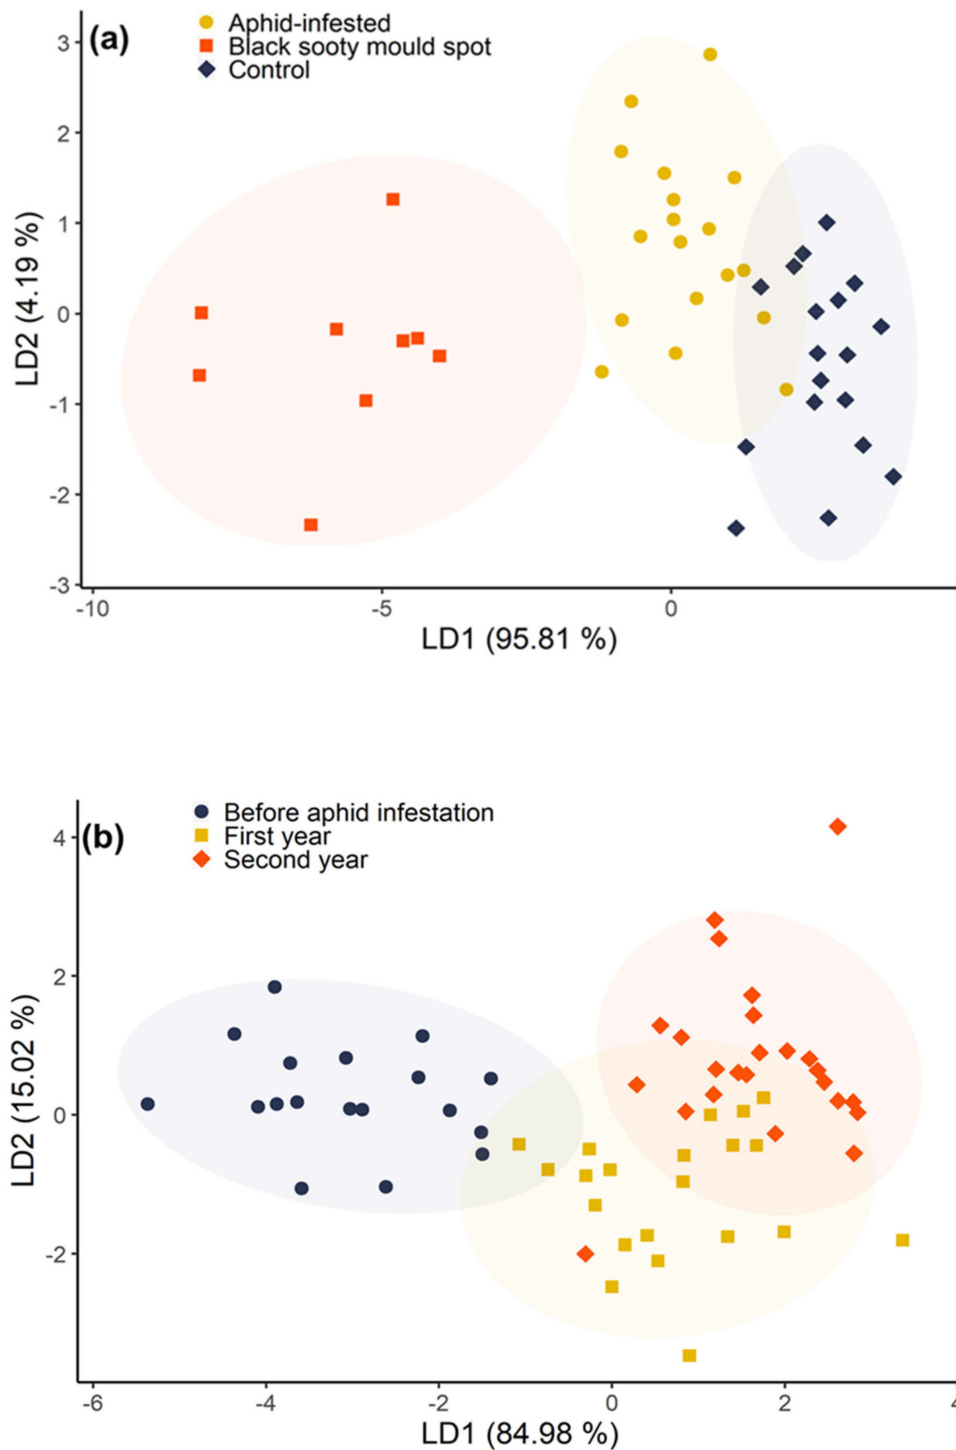 (a)
Aphid-infested
Black sooty mould spot
Control
LD2 (4.19 %)
3
2
1
0
-1
-2
-3
-10
-5
0
LD1 (95.81 %)
(b)
Before aphid infestation
First year
Second year
LD2 (15.02 %)
4
2
0
-2
-6
-4
-2
0
2
4
LD1 (84.98 %)